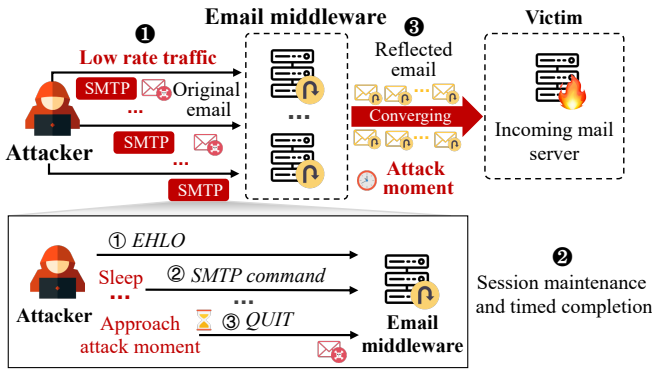 Email middleware
Victim
❶
❸
Low rate traffic
Reflected
email
SMTP
Original
email
...
...
Converging
...
...
SMTP
...
...
Attacker
SMTP
Attack
moment
Incoming mail
server
① EHLO
❷
Sleep
② SMTP command
...
...
Session maintenance
and timed completion
Attacker
Approach
attack moment
③ QUIT
Email
middleware